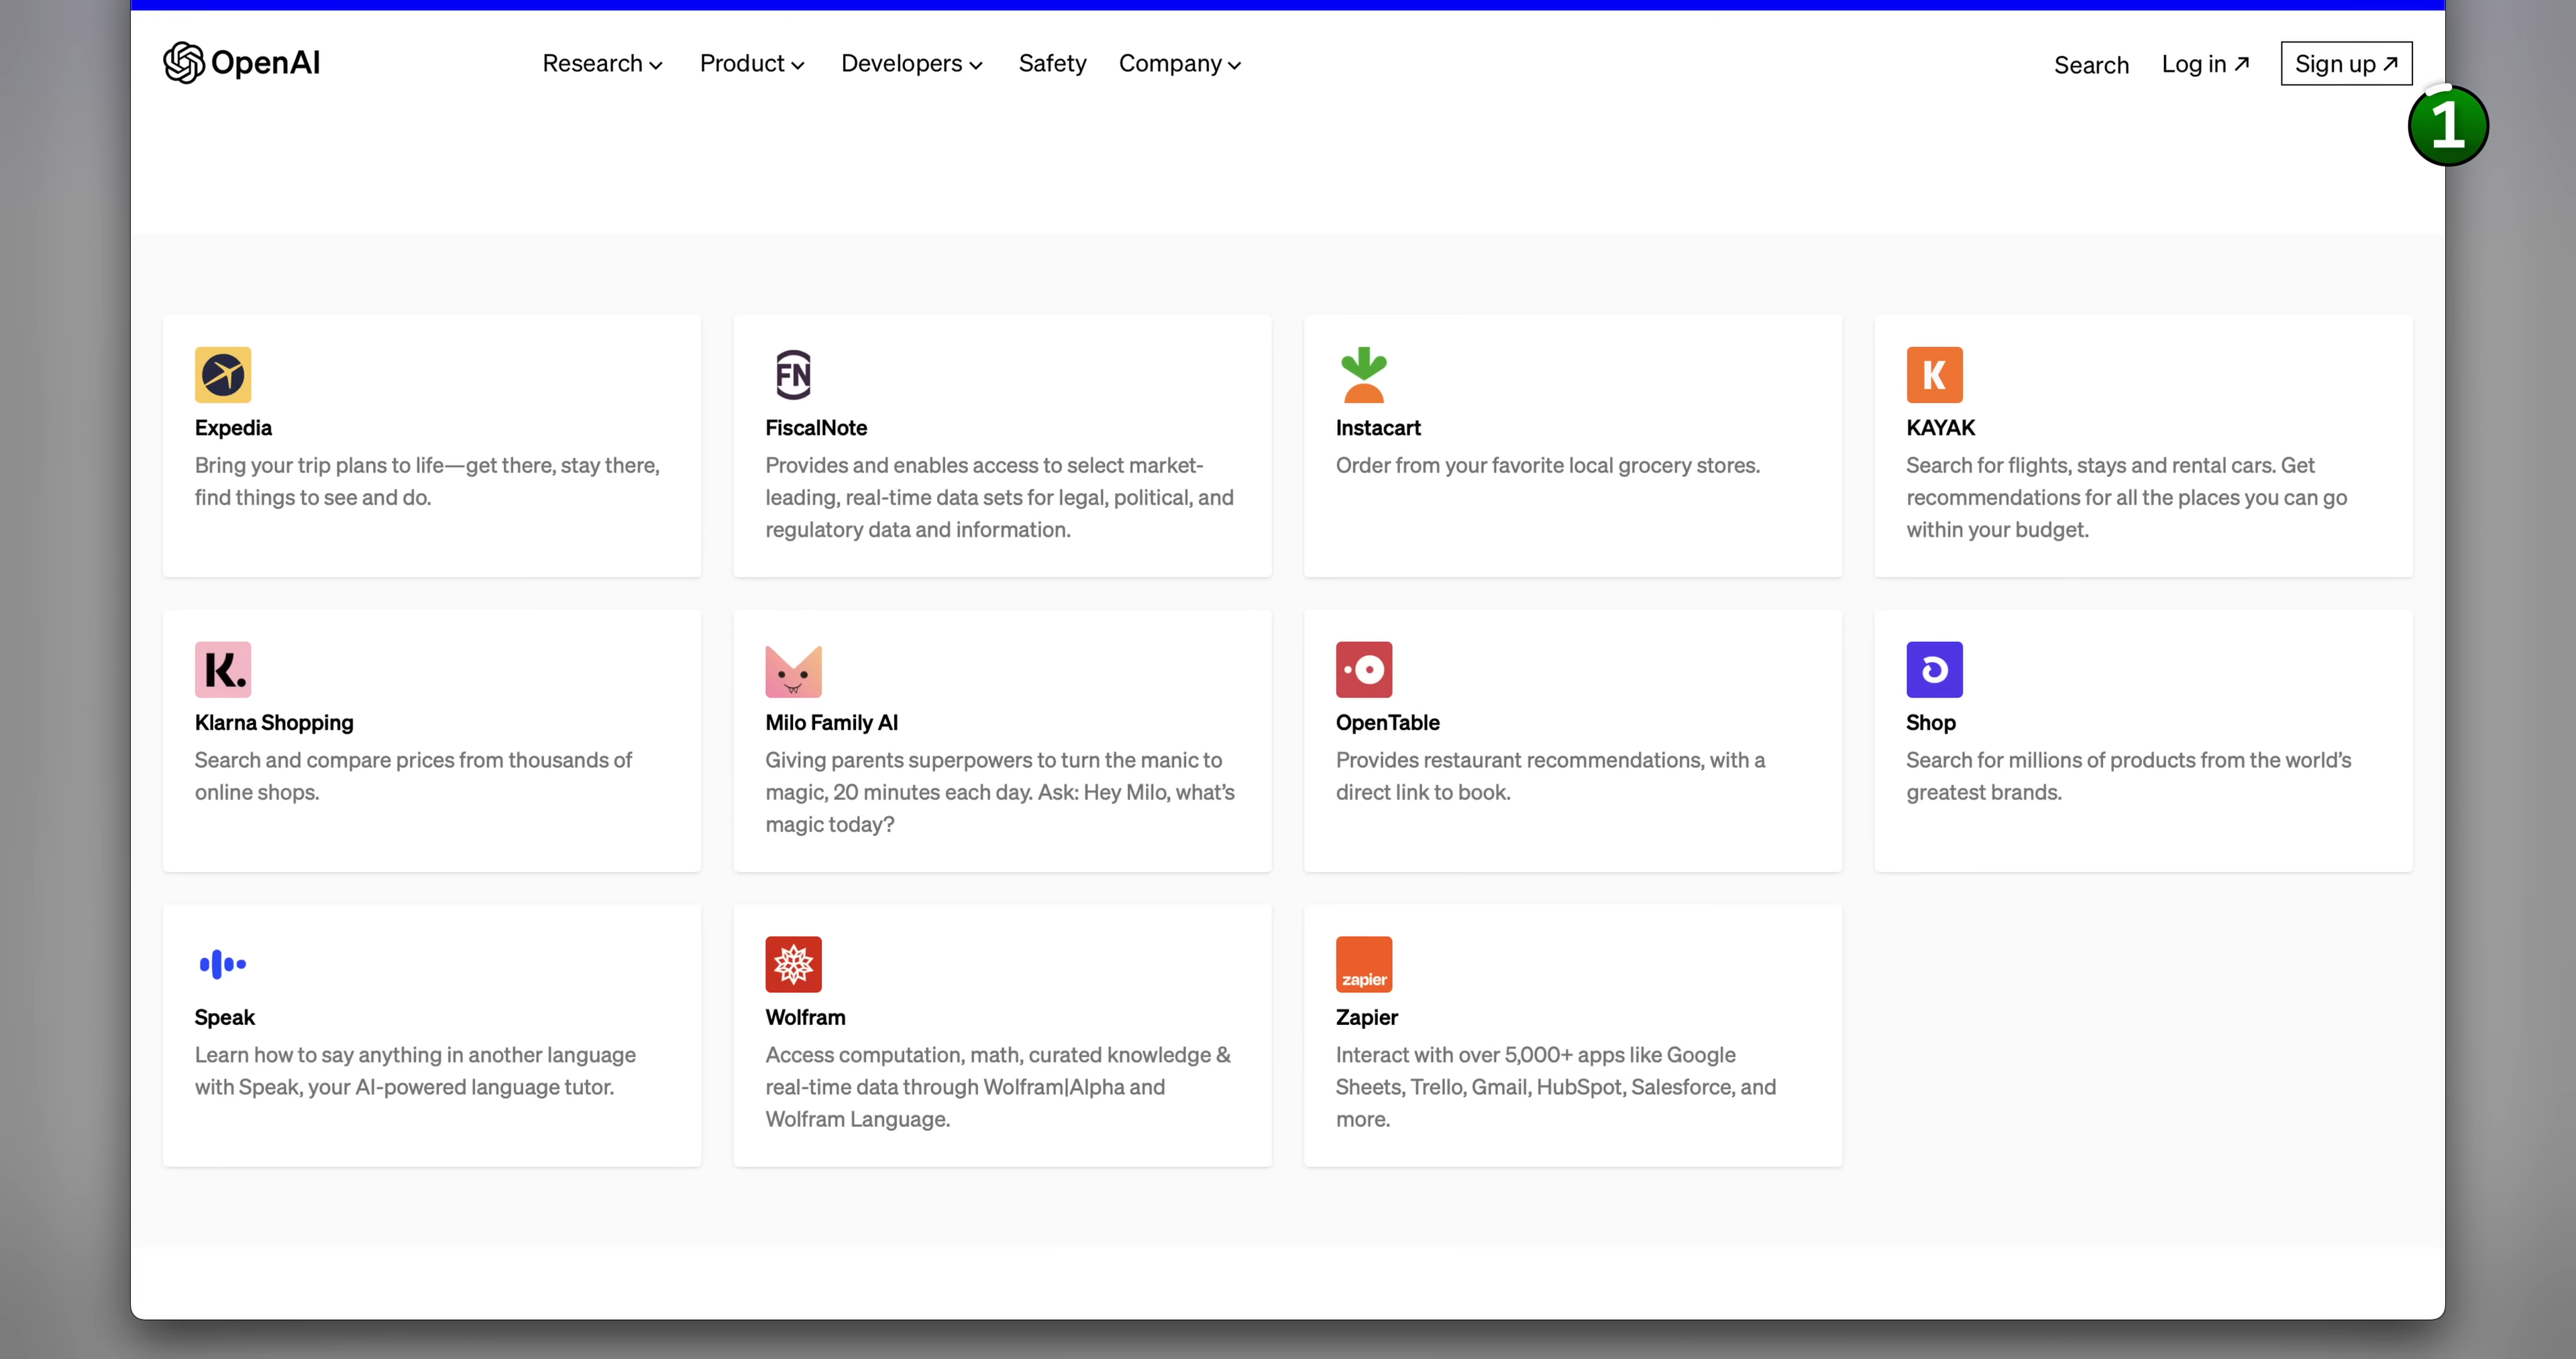 OpenAI
Research
Product
Developers
Safety
Company
Search
Log in ↗
Sign up ↗
1
Expedia
Bring your trip plans to life—get there, stay there,
find things to see and do.
FN
FiscalNote
Provides and enables access to select market-
leading, real-time data sets for legal, political, and
regulatory data and information.
Instacart
Order from your favorite local grocery stores.
K
KAYAK
Search for flights, stays and rental cars. Get
recommendations for all the places you can go
within your budget.
K.
Klarna Shopping
Search and compare prices from thousands of
online shops.
Milo Family AI
Giving parents superpowers to turn the manic to
magic, 20 minutes each day. Ask: Hey Milo, what’s
magic today?
OpenTable
Provides restaurant recommendations, with a
direct link to book.
Shop
Search for millions of products from the world’s
greatest brands.
Speak
Learn how to say anything in another language
with Speak, your AI-powered language tutor.
Wolfram
Access computation, math, curated knowledge &
real-time data through Wolfram|Alpha and
Wolfram Language.
zapier
Zapier
Interact with over 5,000+ apps like Google
Sheets, Trello, Gmail, HubSpot, Salesforce, and
more.